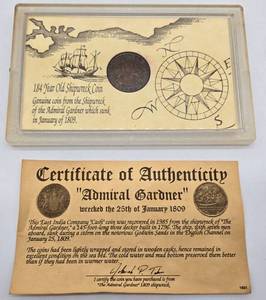 184 Year Old Shipwreck Coin
Genuine coin from the Shipwreck
of the Admiral Gardner which sunk
in January of 1809.
N
E
W
S
Certificate of Authenticity
"Admiral Gardner"
wrecked the 25th of January 1809
This East India Company "Cash" coin was recovered in 1985 from the shipwreck of "The
Admiral Gardner," a 145-foot-long three decker built in 1796. The ship, with
men
aboard, sank during a storm on the notorious Godwin Sands in the English Channel on
January 25, 1809.
The coins had been lightly wrapped and stored in wooden casks, hence remained in
excellent condition on the sea bed. The cold water and mud bottom preserved them better
than if they had been in warmer water.
I certify the coin you have purchased is from
"The Admiral Gardner" 1809 shipwreck.